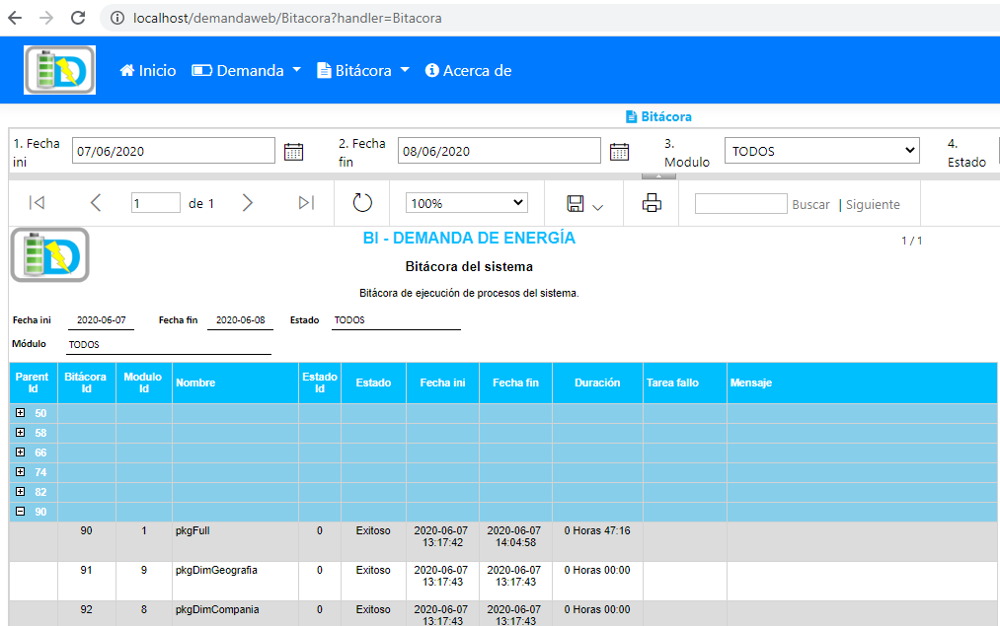 localhost/demandaweb/Bitacora?handler=Bitacora
D Inicio Demanda Bitácora Acerca de
Bitácora
1. Fecha ini 07/06/2020 2. Fecha fin 08/06/2020 3. Modulo TODOS 4. Estado
1 de 1 100% Buscar | Siguiente
D BI - DEMANDA DE ENERGÍA 1 / 1
Bitácora del sistema
Bitácora de ejecución de procesos del sistema.
Fecha ini 2020-06-07 Fecha fin 2020-06-08 Estado TODOS
Módulo TODOS
Parent Id Bitácora Id Modulo Id Nombre Estado Id Estado Fecha ini Fecha fin Duración Tarea fallo Mensaje
50
58
66
74
82
90
90 1 pkgFull 0 Exitoso 2020-06-07 13:17:42 2020-06-07 14:04:58 0 Horas 47:16
91 9 pkgDimGeografia 0 Exitoso 2020-06-07 13:17:43 2020-06-07 13:17:43 0 Horas 00:00
92 8 pkgDimCompania 0 Exitoso 2020-06-07 13:17:43 2020-06-07 13:17:43 0 Horas 00:00